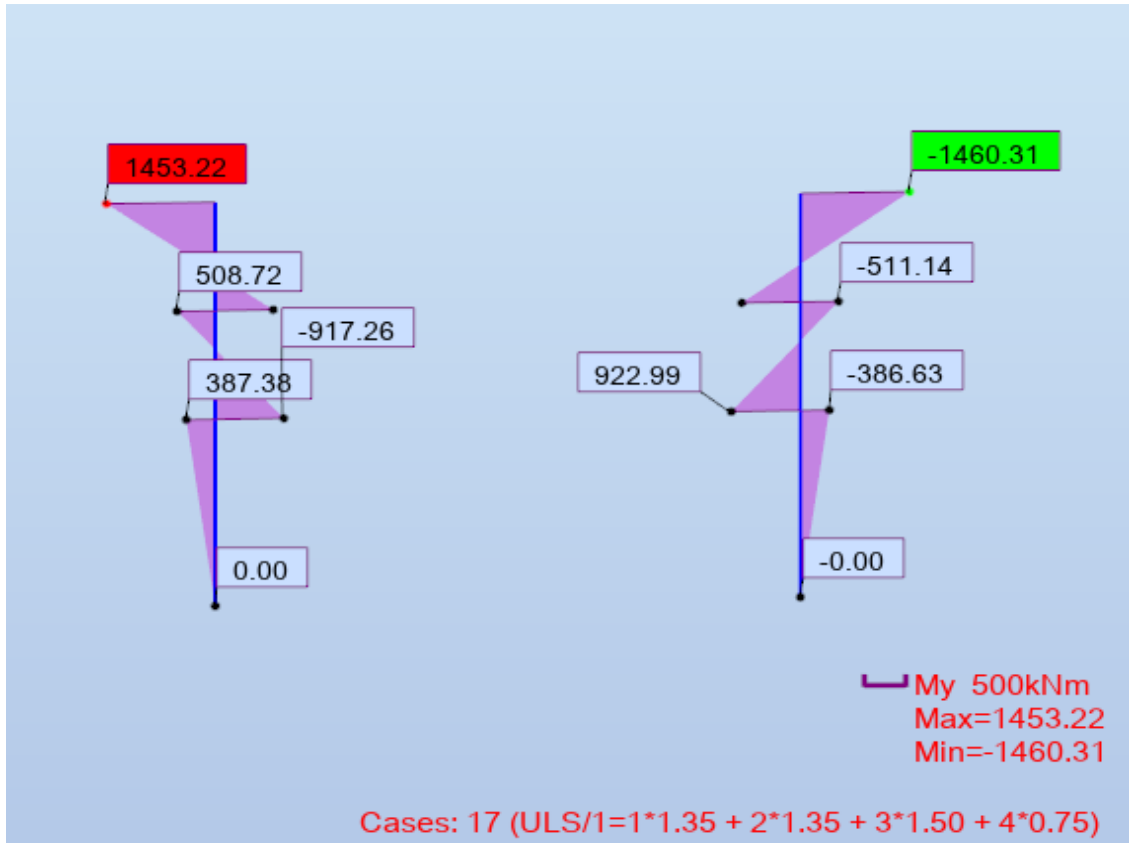 1453.22
-1460.31
508.72
-511.14
-917.26
387.38
922.99
-386.63
0.00
-0.00
My 500kNm
Max=1453.22
Min=-1460.31
Cases: 17 (ULS/1=1*1.35 + 2*1.35 + 3*1.50 + 4*0.75)